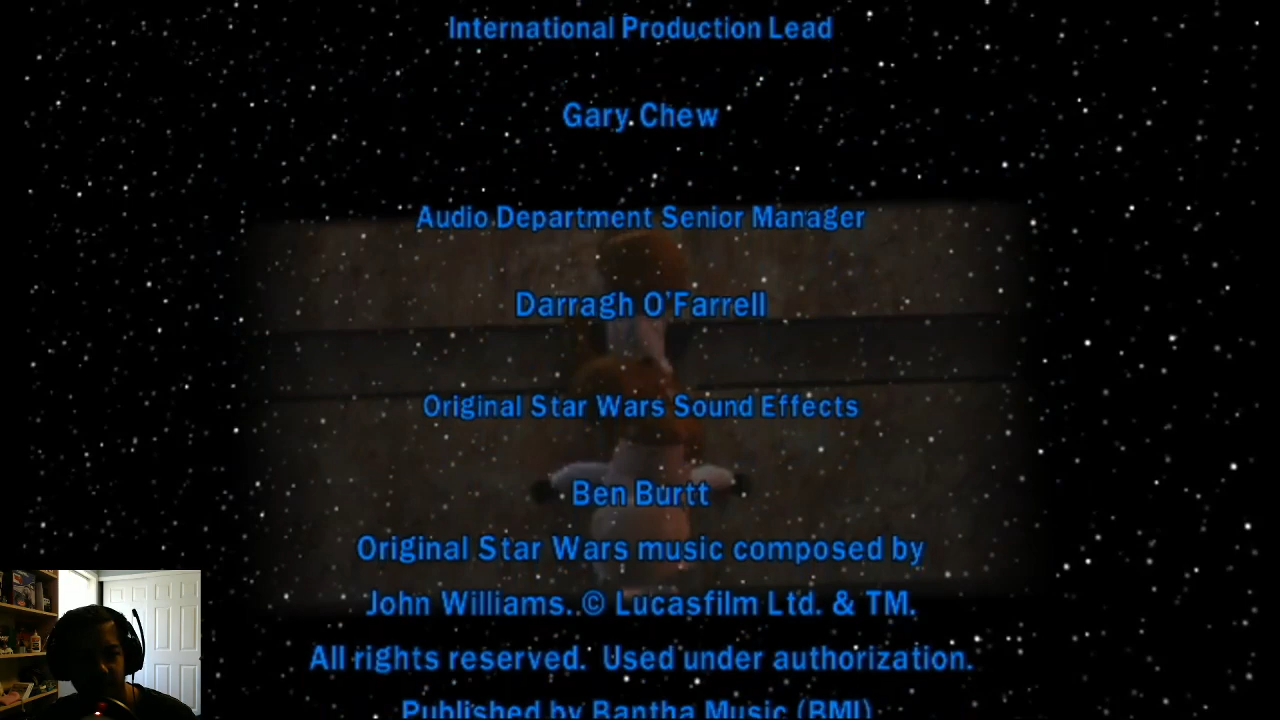 International Production Lead
Gary Chew
Audio Department Senior Manager
Darragh O'Farrell
Original Star Wars Sound Effects
Ben Burtt
Original Star Wars music composed by
John Williams. © Lucasfilm Ltd. & TM.
All rights reserved.  Used under authorization.
Published by Bantha Music (BMI)